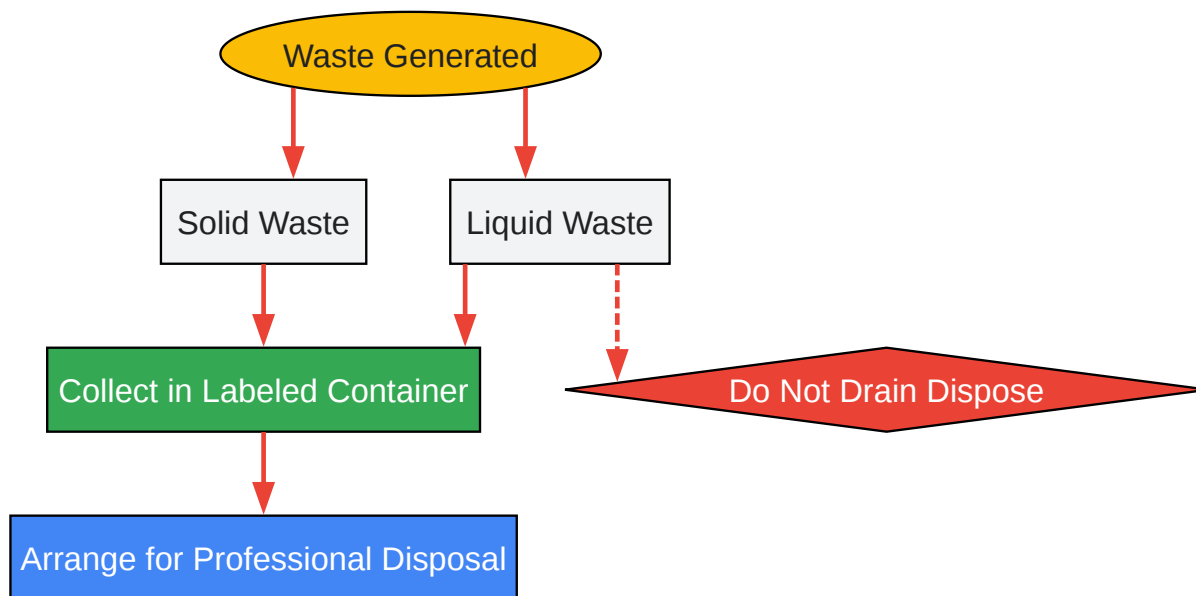 Waste Generated
Solid Waste
Liquid Waste
Collect in Labeled Container
Do Not Drain Dispose
Arrange for Professional Disposal